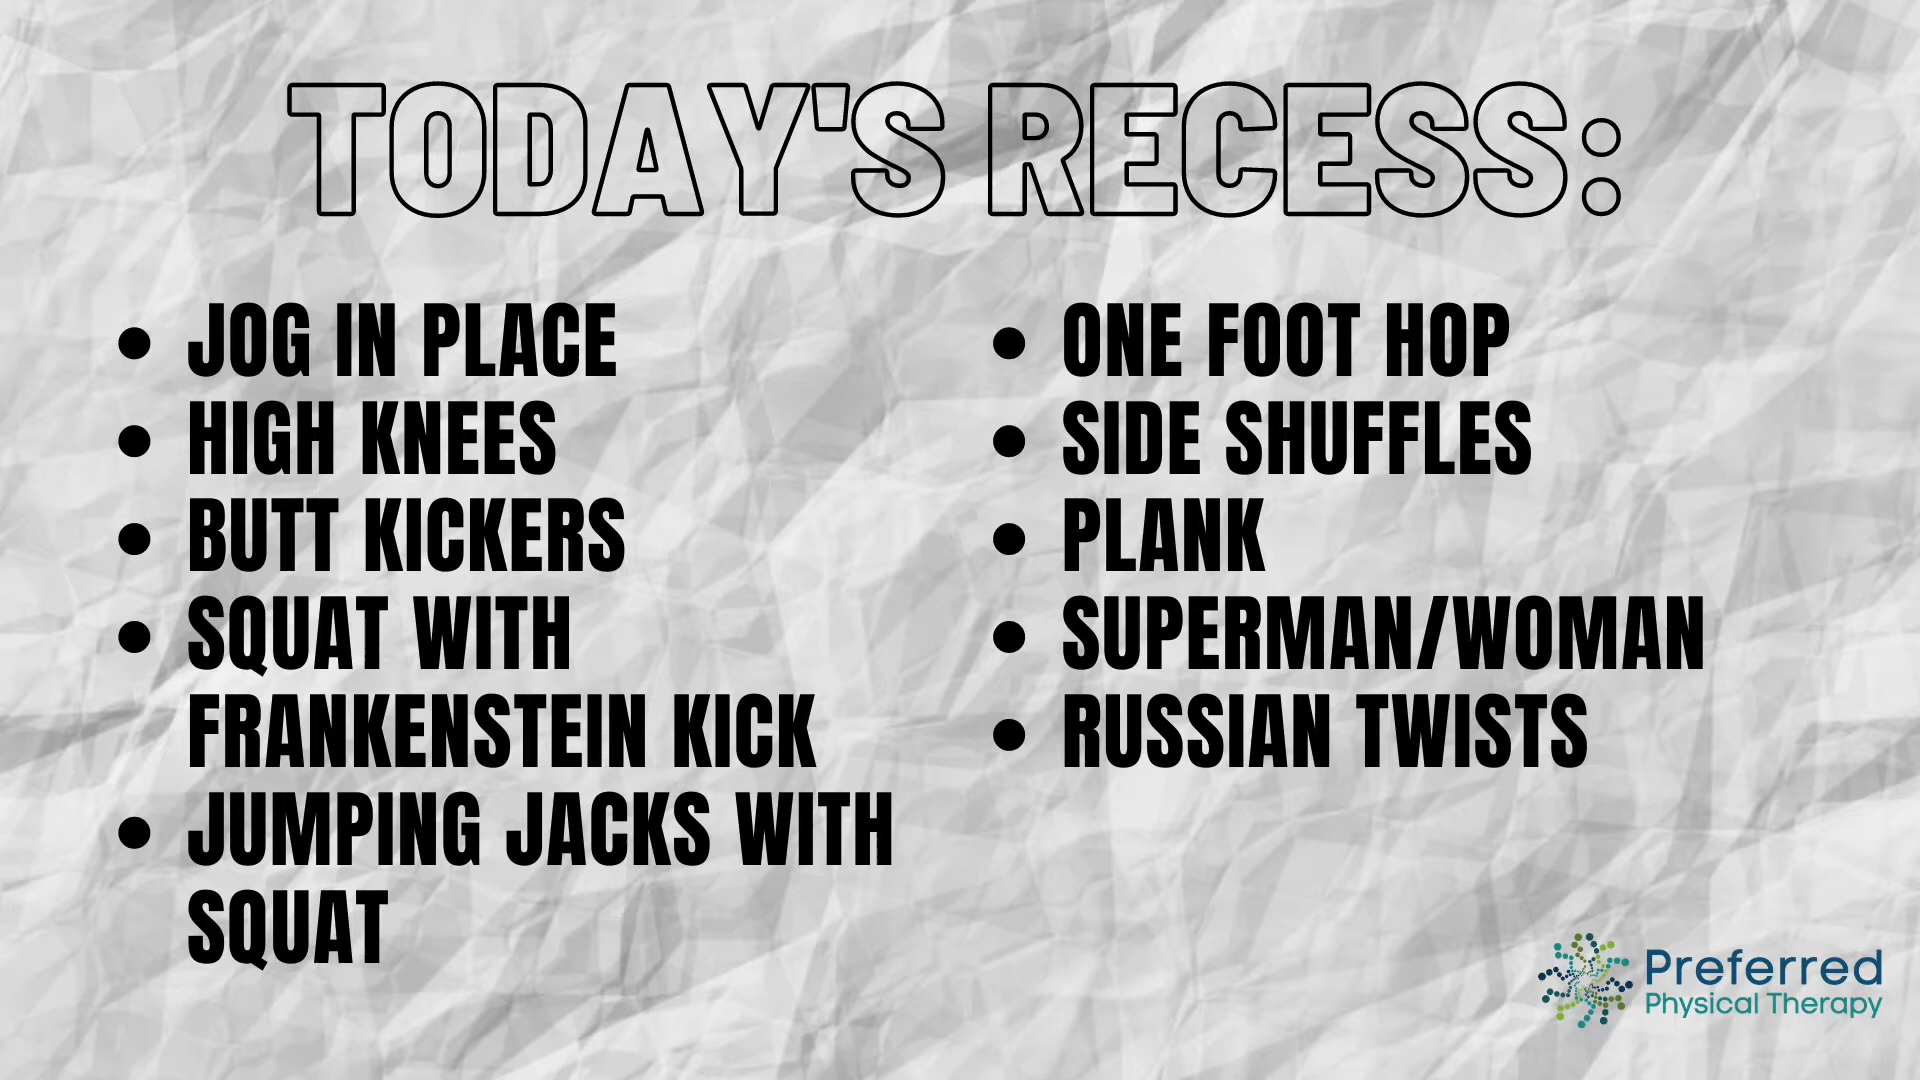 TODAY'S RECESS:
• JOG IN PLACE
• HIGH KNEES
• BUTT KICKERS
• SQUAT WITH
FRANKENSTEIN KICK
• JUMPING JACKS WITH
SQUAT
• ONE FOOT HOP
• SIDE SHUFFLES
• PLANK
• SUPERMAN/WOMAN
• RUSSIAN TWISTS
Preferred
Physical Therapy